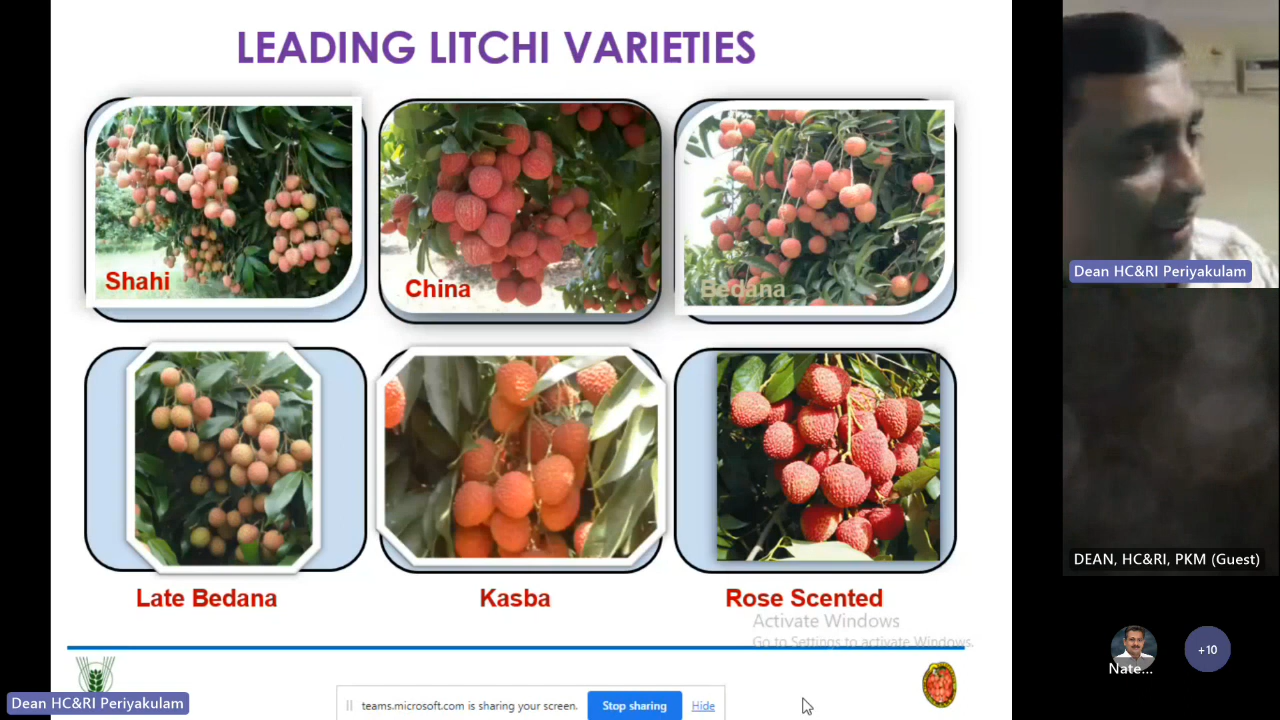 LEADING LITCHI VARIETIES
Shahi
China
Bedana
Late Bedana
Kasba
Rose Scented
Activate Windows
Go to Settings to activate Windows.
Dean HC&RI Periyakulam
teams.microsoft.com is sharing your screen.
Stop sharing
Hide
Dean HC&RI Periyakulam
DEAN, HC&RI, PKM (Guest)
Nate...
+10